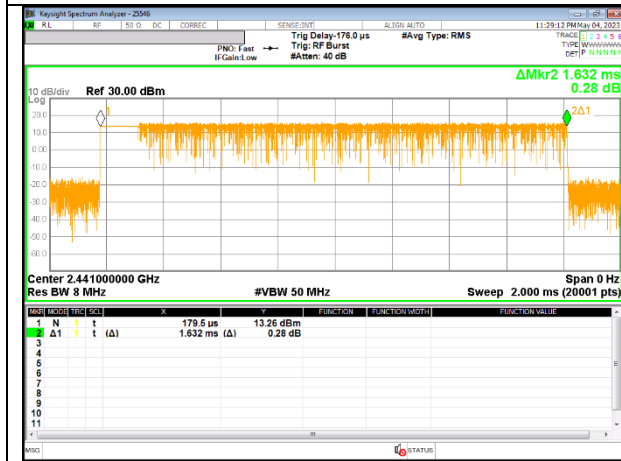 Keysight Spectrum Analyzer - 25546
RL RF 50 Ω DC CORREC SENSE:INT ALIGN AUTO 11:29:12 PM May 04, 2023
Trig Delay-176.0 µs #Avg Type: RMS TRACE 1 2 3 4 5 6
PNO: Fast Trig: RF Burst TYPE WWWWWW
IFGain:Low #Atten: 40 dB DET P NNNNN
ΔMkr2 1.632 ms
10 dB/div Ref 30.00 dBm 0.28 dB
Log
1 2Δ1
20.0
10.0
0.00
-10.0
-20.0
-30.0
-40.0
-50.0
-60.0
Center 2.441000000 GHz Span 0 Hz
Res BW 8 MHz #VBW 50 MHz Sweep 2.000 ms (20001 pts)
MKR MODE TRC SCL X Y FUNCTION FUNCTION WIDTH FUNCTION VALUE
1 N 1 t 179.5 µs 13.26 dBm
2 Δ1 1 t (Δ) 1.632 ms (Δ) 0.28 dB
3
4
5
6
7
8
9
10
11
MSG STATUS